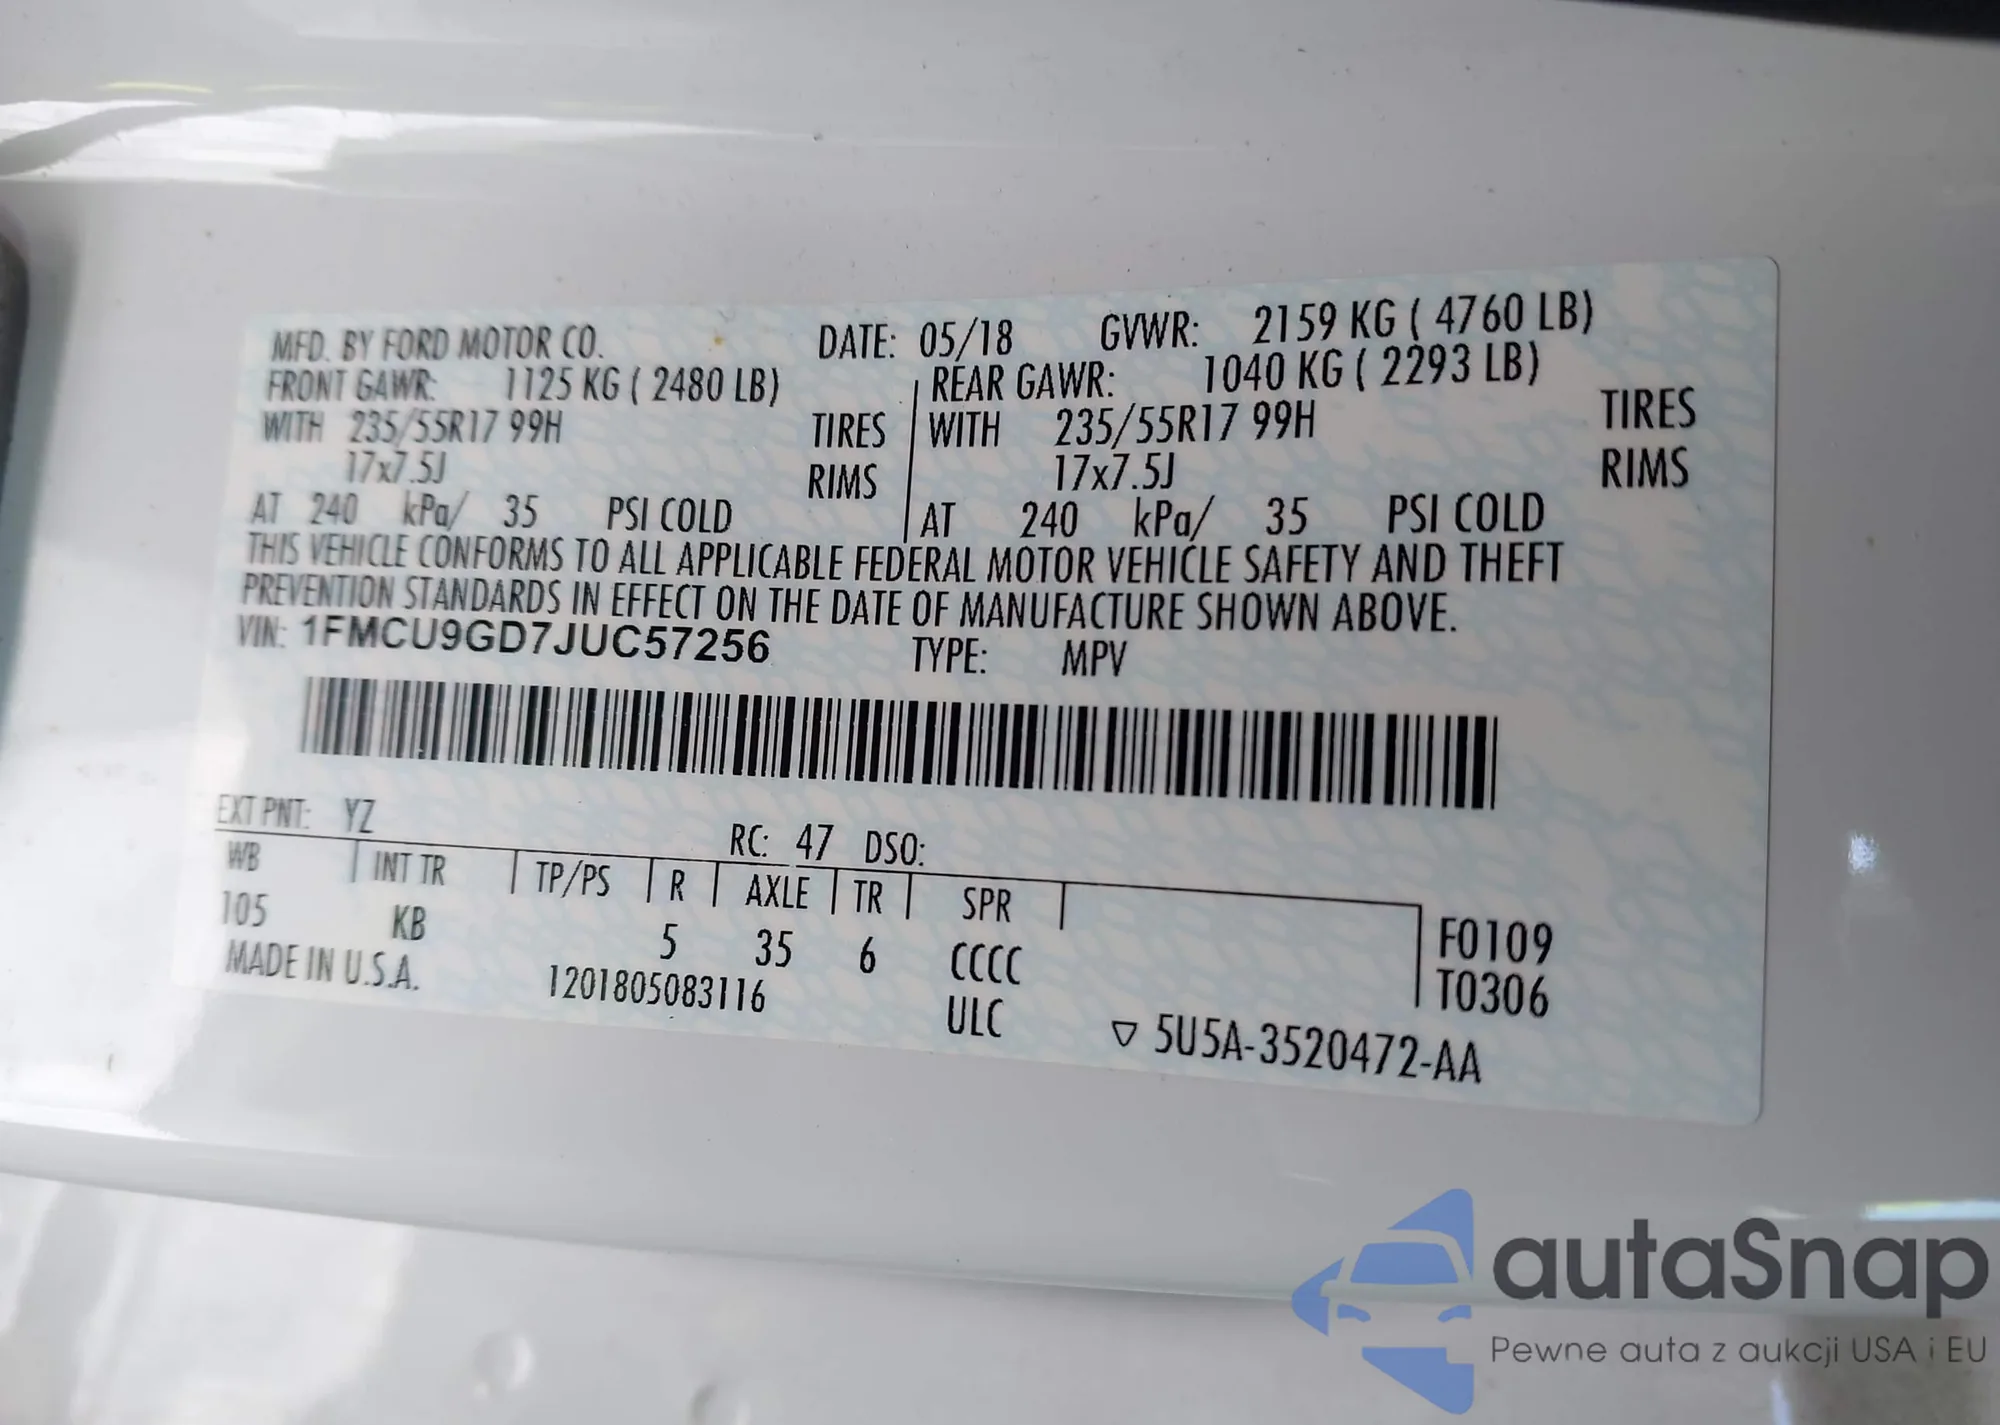 MFD. BY FORD MOTOR CO. DATE: 05/18 GVWR: 2159 KG ( 4760 LB)
FRONT GAWR: 1125 KG ( 2480 LB) REAR GAWR: 1040 KG ( 2293 LB)
WITH 235/55R17 99H TIRES WITH 235/55R17 99H TIRES
17x7.5J RIMS 17x7.5J RIMS
AT 240 kPa/ 35 PSI COLD AT 240 kPa/ 35 PSI COLD
THIS VEHICLE CONFORMS TO ALL APPLICABLE FEDERAL MOTOR VEHICLE SAFETY AND THEFT
PREVENTION STANDARDS IN EFFECT ON THE DATE OF MANUFACTURE SHOWN ABOVE.
VIN: 1FMCU9GD7JUC57256 TYPE: MPV
EXT PNT: YZ RC: 47 DSO:
WB INT TR TP/PS R AXLE TR SPR
105 KB 5 35 6 CCCC F0109
MADE IN U.S.A. 1201805083116 ULC T0306
▽ 5U5A-3520472-AA
autaSnap
Pewne auta z aukcji USA i EU